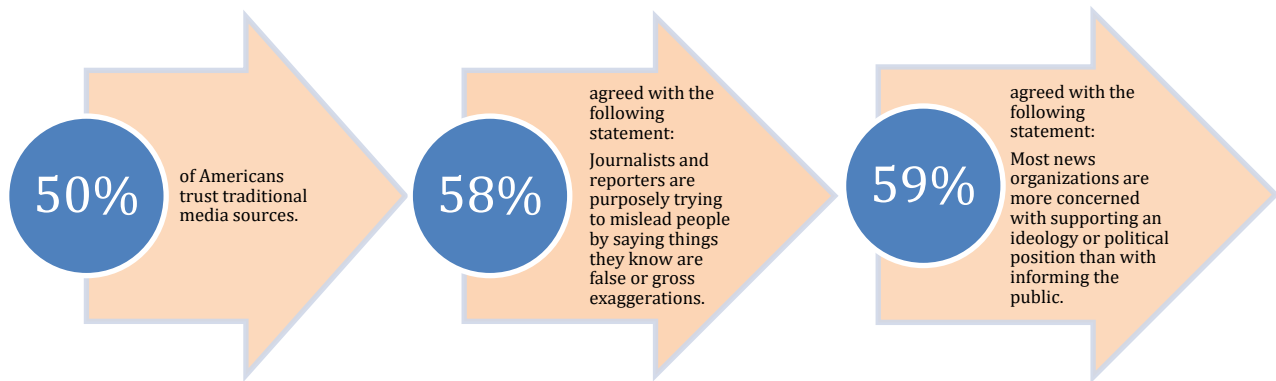 50%
of Americans
trust traditional
media sources.
58%
agreed with the
following
statement:
Journalists and
reporters are
purposely trying
to mislead people
by saying things
they know are
false or gross
exaggerations.
59%
agreed with the
following
statement:
Most news
organizations are
more concerned
with supporting an
ideology or political
position than with
informing the
public.